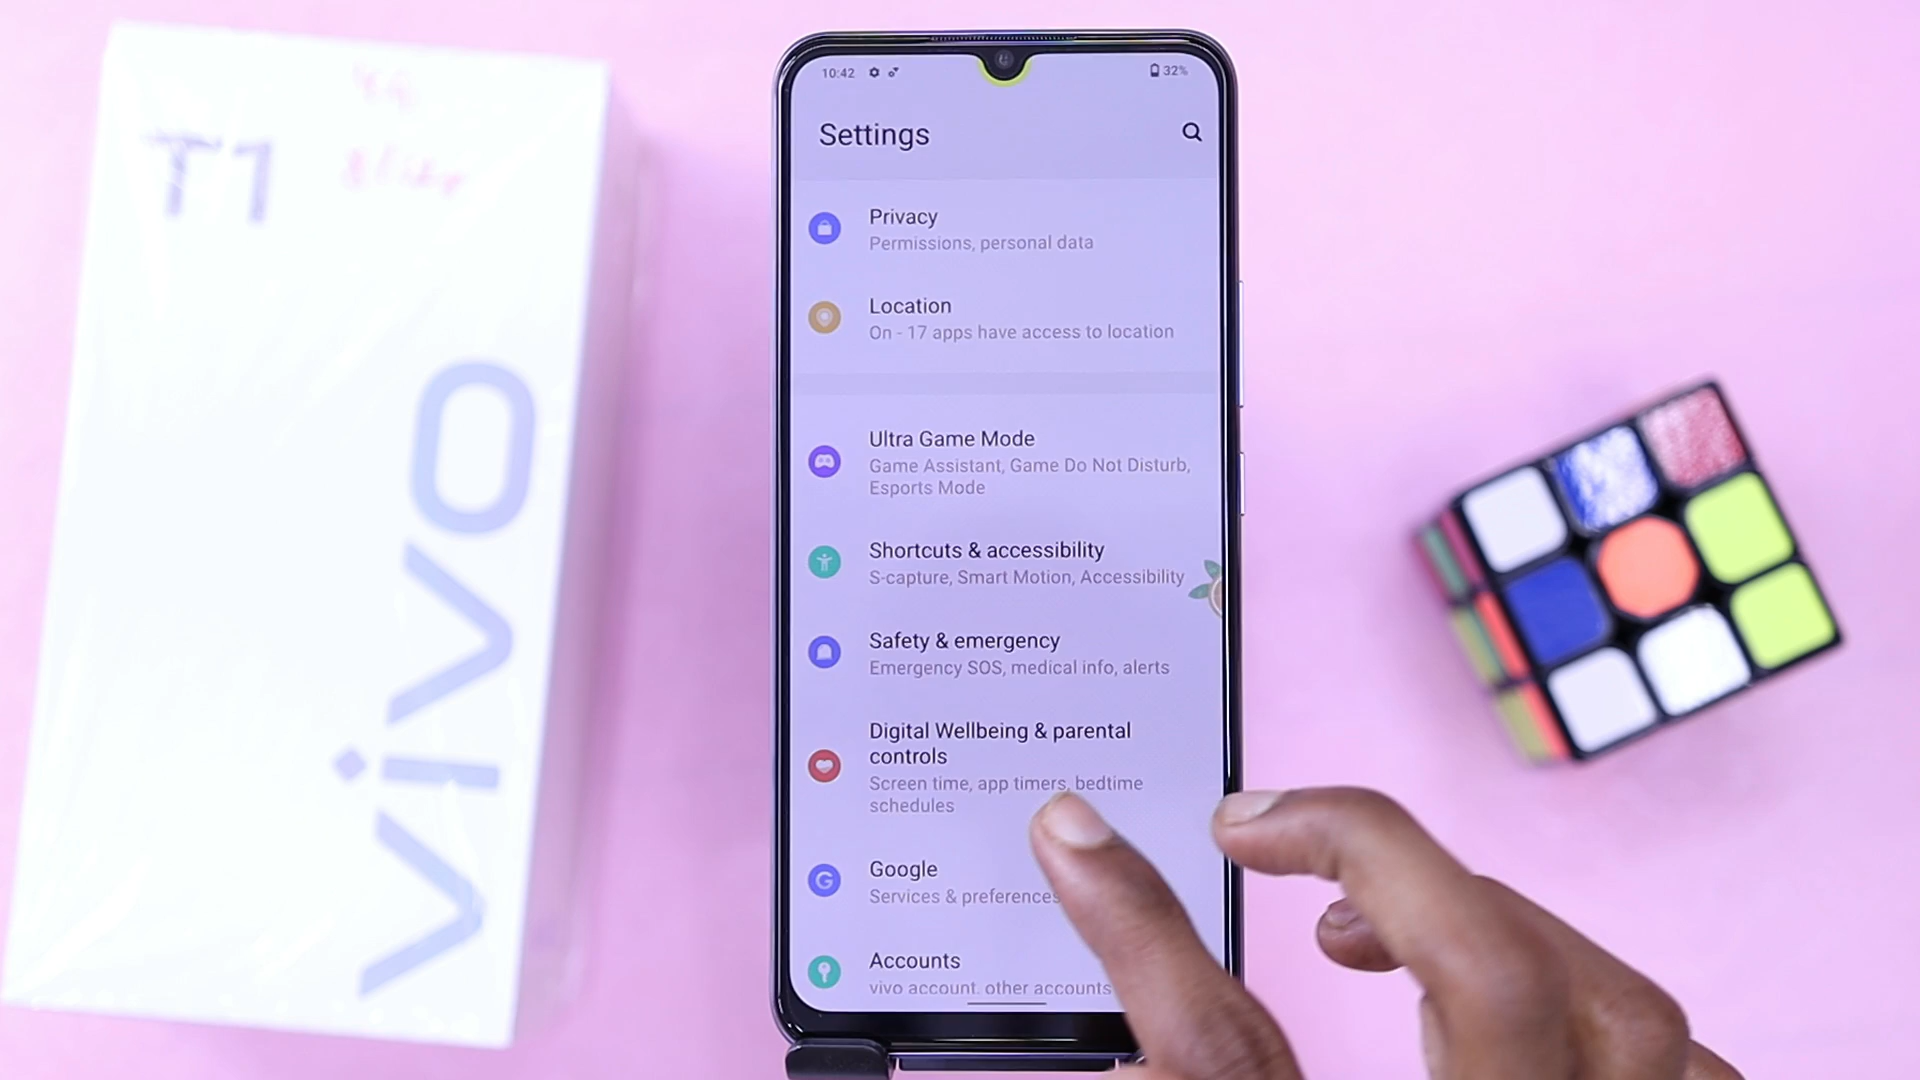 T1
vivo
10:42
32%
Settings
Privacy
Permissions, personal data
Location
On - 17 apps have access to location
Ultra Game Mode
Game Assistant, Game Do Not Disturb,
Esports Mode
Shortcuts & accessibility
S-capture, Smart Motion, Accessibility
Safety & emergency
Emergency SOS, medical info, alerts
Digital Wellbeing & parental
controls
Screen time, app timers, bedtime
schedules
Google
Services & preferences
Accounts
vivo account, other accounts